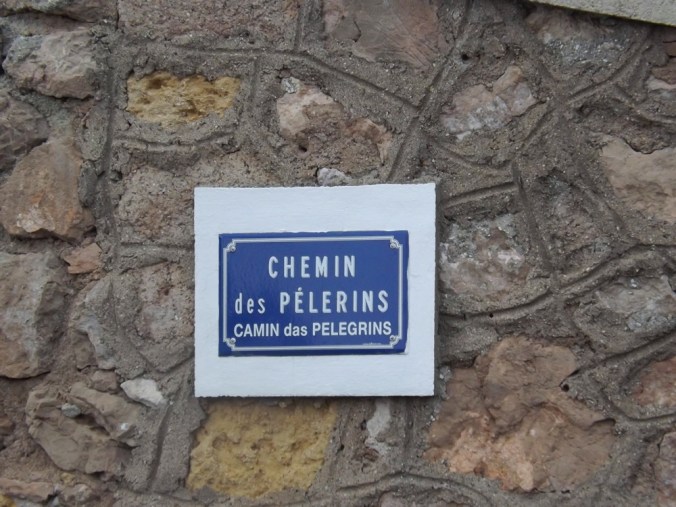 CHEMIN
des PÉLERINS
CAMIN das PELEGRINS